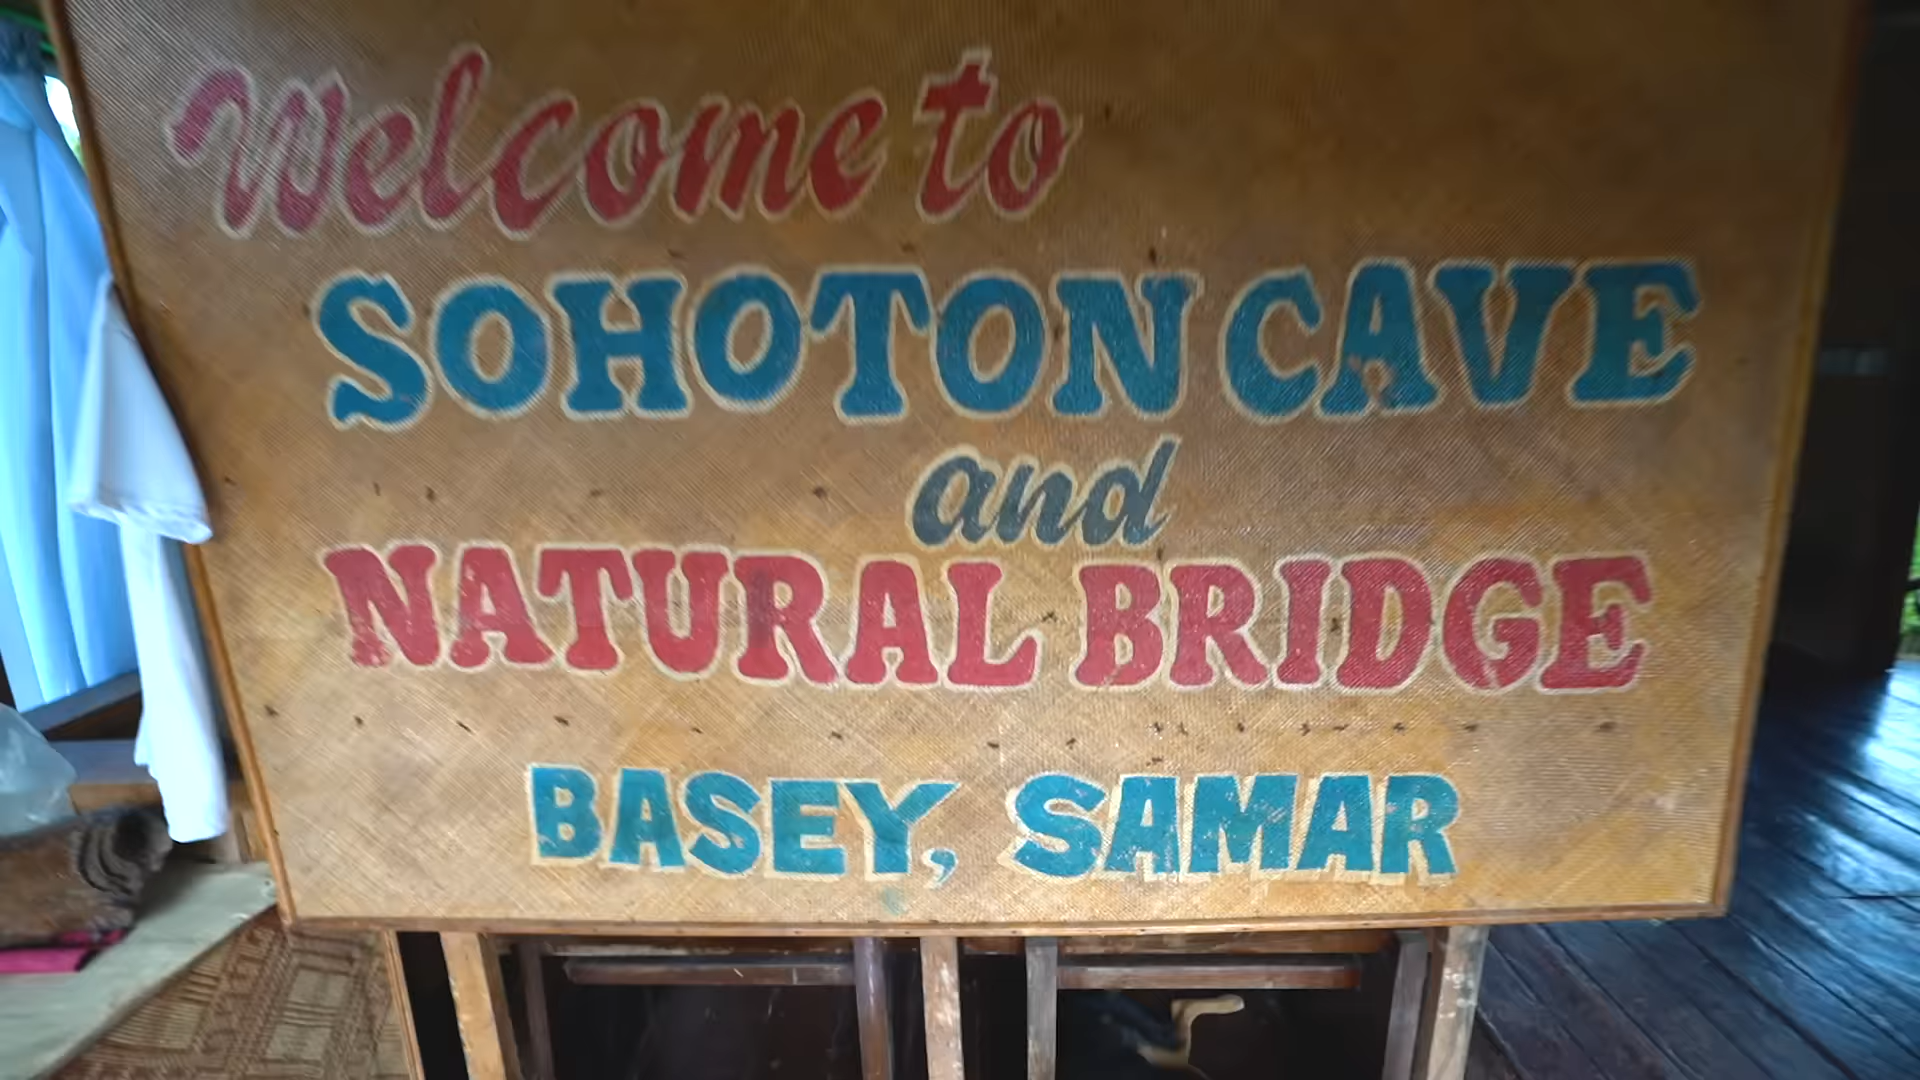 Welcome to
SOHOTON CAVE
and
NATURAL BRIDGE
BASEY, SAMAR